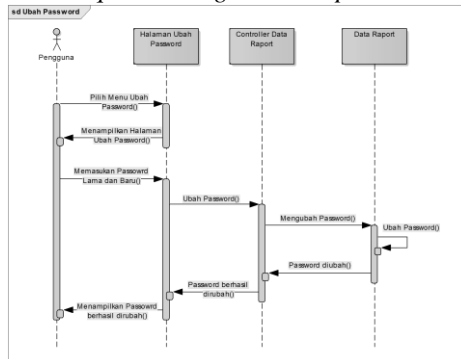 sd Ubah Password
Halaman Ubah
Password
Controller Data
Raport
Data Raport
Pengguna
Pilih Menu Ubah
Password()
Menampilkan Halaman
Ubah Password()
Memasukan Passowrd
Lama dan Baru()
Ubah Password()
Mengubah Password()
Ubah Password()
Password diubah()
Password berhasil
dirubah()
Menampilkan Passowrd
berhasil dirubah()